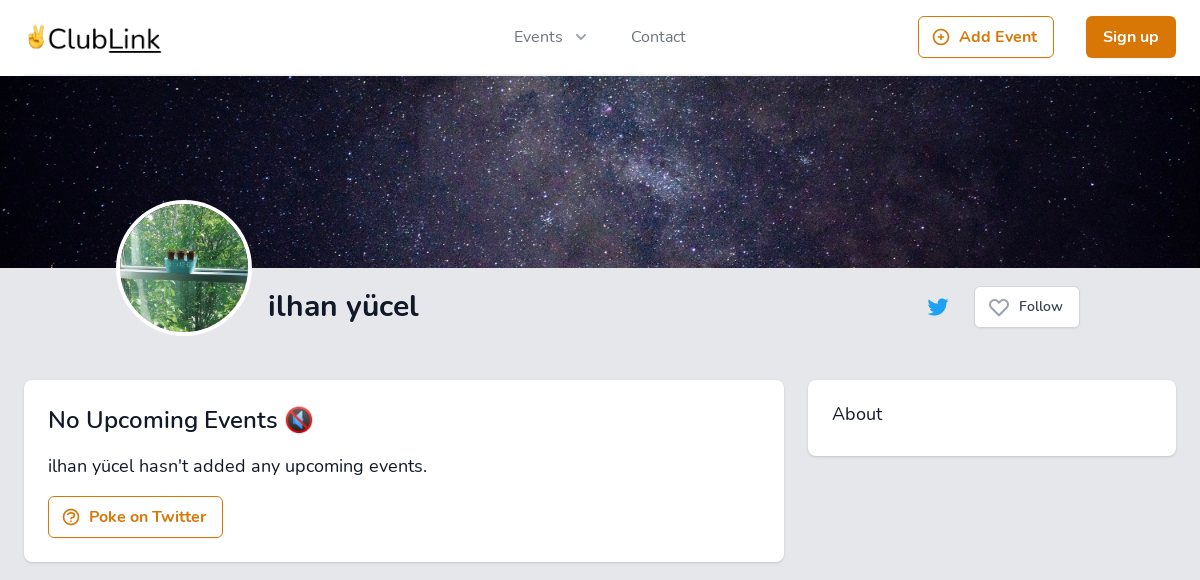 ✌️ClubLink
Events
Contact
Add Event
Sign up
ilhan yücel
Follow
No Upcoming Events 🔇
ilhan yücel hasn't added any upcoming events.
Poke on Twitter
About